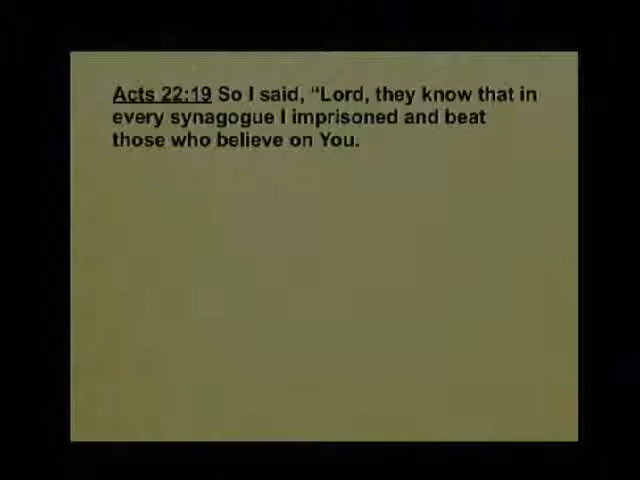 Acts 22:19 So I said, “Lord, they know that in
every synagogue I imprisoned and beat
those who believe on You.